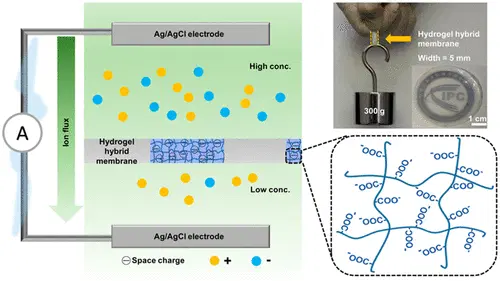 Ag/AgCl electrode
High conc.
A
Ion flux
Hydrogel
hybrid
membrane
Low conc.
Ag/AgCl electrode
⊖Space charge
+
-
Hydrogel hybrid
membrane
Width = 5 mm
300 g
IPC
1 cm
⁻OOC
⁻OOC
COO⁻
COO⁻
⁻OOC
⁻OOC
COO⁻
COO⁻
⁻OOC
COO⁻
⁻OOC
COO⁻
COO⁻
⁻OOC
⁻OOC